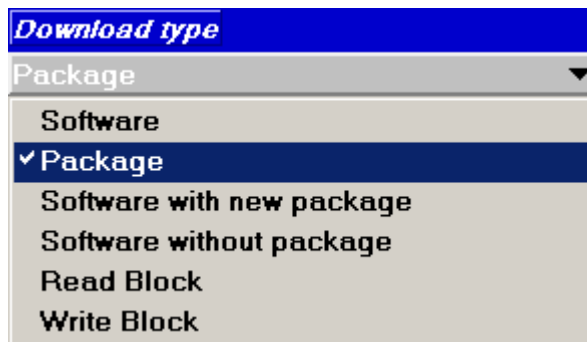 Download type
Package
Software
Package
Software with new package
Software without package
Read Block
Write Block